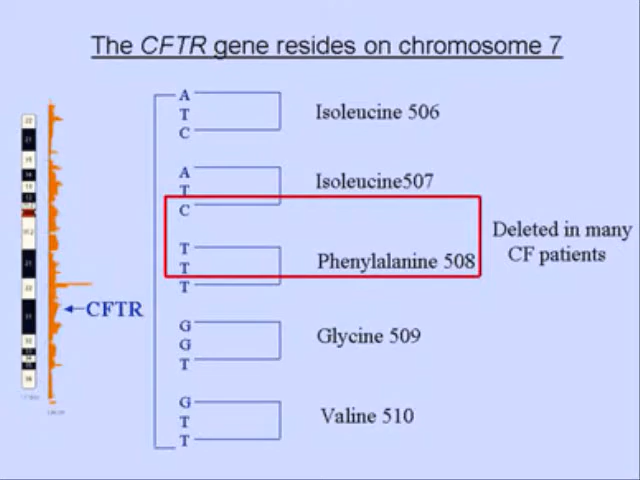 The CFTR gene resides on chromosome 7
A
T
C
Isoleucine 506
A
T
C
Isoleucine507
T
T
T
Phenylalanine 508
Deleted in many
CF patients
CFTR
G
G
T
Glycine 509
G
T
T
Valine 510